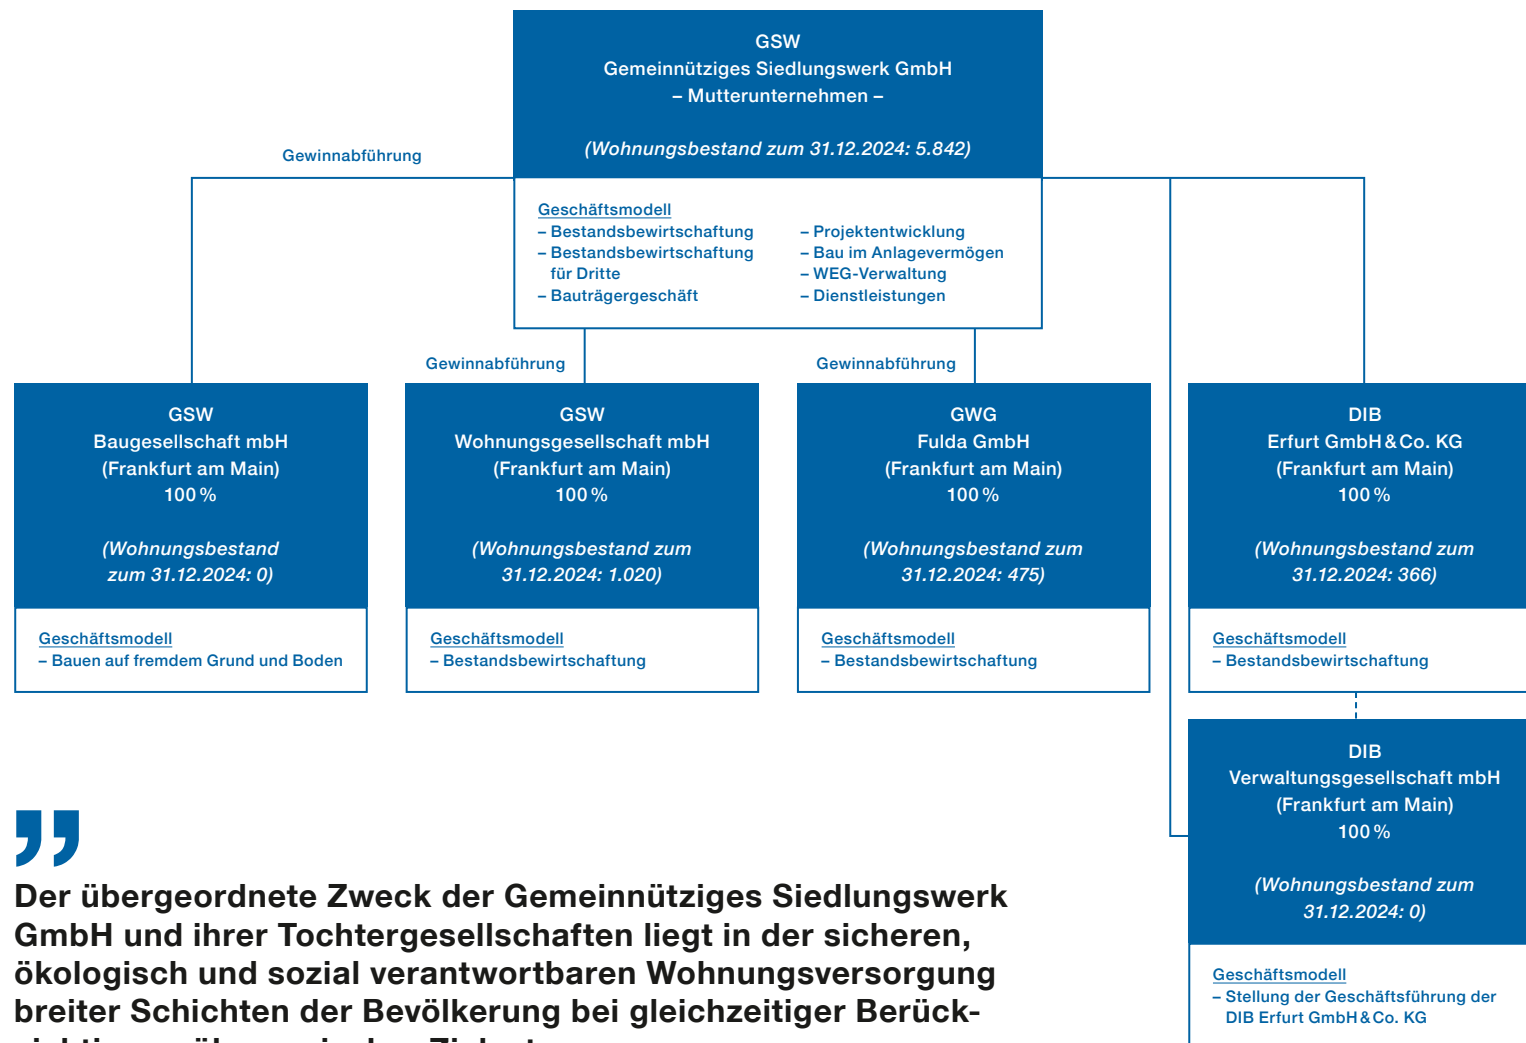 GSW
Gemeinnütziges Siedlungswerk GmbH
– Mutterunternehmen –
(Wohnungsbestand zum 31.12.2024: 5.842)
Gewinnabführung
Geschäftsmodell
– Bestandsbewirtschaftung
– Bestandsbewirtschaftung
für Dritte
– Bauträgergeschäft
– Projektentwicklung
– Bau im Anlagevermögen
– WEG-Verwaltung
– Dienstleistungen
Gewinnabführung
Gewinnabführung
GSW
Baugesellschaft mbH
(Frankfurt am Main)
100 %
(Wohnungsbestand
zum 31.12.2024: 0)
Geschäftsmodell
– Bauen auf fremdem Grund und Boden
GSW
Wohnungsgesellschaft mbH
(Frankfurt am Main)
100 %
(Wohnungsbestand zum
31.12.2024: 1.020)
Geschäftsmodell
– Bestandsbewirtschaftung
GWG
Fulda GmbH
(Frankfurt am Main)
100 %
(Wohnungsbestand zum
31.12.2024: 475)
Geschäftsmodell
– Bestandsbewirtschaftung
DIB
Erfurt GmbH & Co. KG
(Frankfurt am Main)
100 %
(Wohnungsbestand zum
31.12.2024: 366)
Geschäftsmodell
– Bestandsbewirtschaftung
DIB
Verwaltungsgesellschaft mbH
(Frankfurt am Main)
100 %
(Wohnungsbestand zum
31.12.2024: 0)
Geschäftsmodell
– Stellung der Geschäftsführung der
DIB Erfurt GmbH & Co. KG
”
Der übergeordnete Zweck der Gemeinnütziges Siedlungswerk
GmbH und ihrer Tochtergesellschaften liegt in der sicheren,
ökologisch und sozial verantwortbaren Wohnungsversorgung
breiter Schichten der Bevölkerung bei gleichzeitiger Berück-